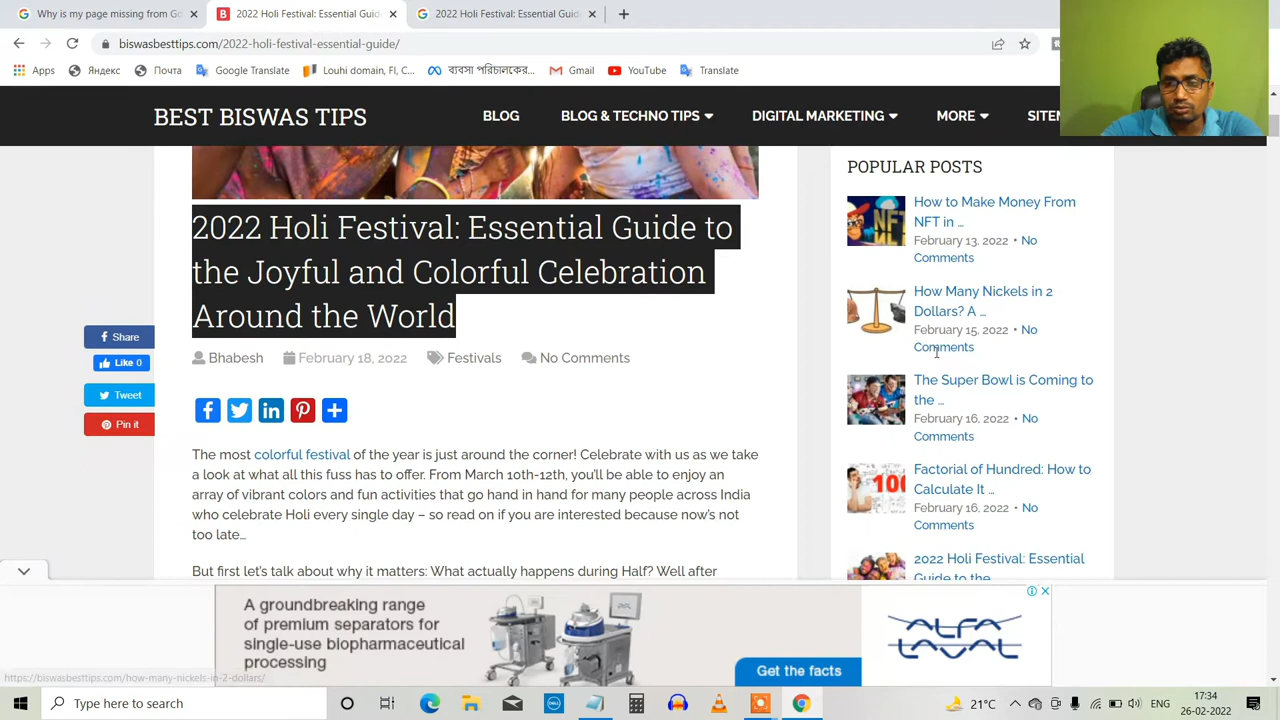 Why is my page missing from Go
2022 Holi Festival: Essential Guid
2022 Holi Festival: Essential Guid
biswasbesttips.com/2022-holi-festival-essential-guide/
Apps
Яндекс
Почта
Google Translate
Louhi domain, FI, C...
ব্যবসা পরিচালকের...
Gmail
YouTube
Translate
BEST BISWAS TIPS
BLOG
BLOG & TECHNO TIPS
DIGITAL MARKETING
MORE
SITEM
2022 Holi Festival: Essential Guide to
the Joyful and Colorful Celebration
Around the World
Bhabesh
February 18, 2022
Festivals
No Comments
Share
Like 0
Tweet
Pin it
The most colorful festival of the year is just around the corner! Celebrate with us as we take
a look at what all this fuss has to offer. From March 10th-12th, you'll be able to enjoy an
array of vibrant colors and fun activities that go hand in hand for many people across India
who celebrate Holi every single day – so read on if you are interested because now's not
too late…
But first let's talk about why it matters: What actually happens during Half? Well after
POPULAR POSTS
How to Make Money From
NFT in ...
February 13, 2022 • No
Comments
How Many Nickels in 2
Dollars? A ...
February 15, 2022 • No
Comments
The Super Bowl is Coming to
the ...
February 16, 2022 • No
Comments
100
Factorial of Hundred: How to
Calculate It ...
February 16, 2022 • No
Comments
2022 Holi Festival: Essential
Guide to the
A groundbreaking range
of premium separators for
single-use biopharmaceutical
processing
Get the facts
ALFA
LAVAL
https://biswasbesttips.com/how-many-nickels-in-2-dollars/
Type here to search
21°C
ENG
17:34
26-02-2022